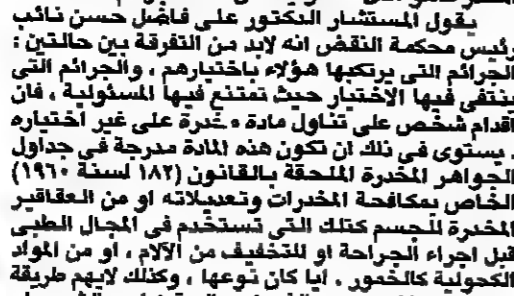 يقول المستشار الدكتور على فاضل حسن نائب
رئيس محكمة النقض انه لابد من التفرقة بين حالتين :
الجرائم التى يرتكبها هؤلاء باختيارهم ، والجرائم التى
ينتفى فيها الاختيار حيث تمتنع فيها المسئولية ، فان
اقدام شخص على تناول مادة مخدرة على غير اختياره
. يستوى فى ذلك ان تكون هذه المادة مدرجة فى جداول
الجواهر المخدرة الملحقة بالقانون (١٨٢ لسنة ١٩٦٠)
الخاص بمكافحة المخدرات وتعديلاته او من العقاقير
المخدرة للجسم كتلك التى تستخدم فى المجال الطبى
قبل اجراء الجراحة او للتخفيف من الآلام ، او من المواد
الكحولية كالخمور . أيا كان نوعها ، وكذلك لايهم طريقة